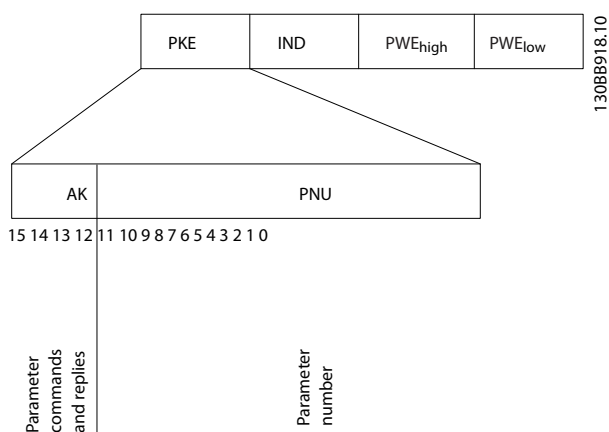 PKE IND PWEhigh PWElow
130BB918.10
AK PNU
15 14 13 12 11 10 9 8 7 6 5 4 3 2 1 0
Parameter
commands
and replies
Parameter
number